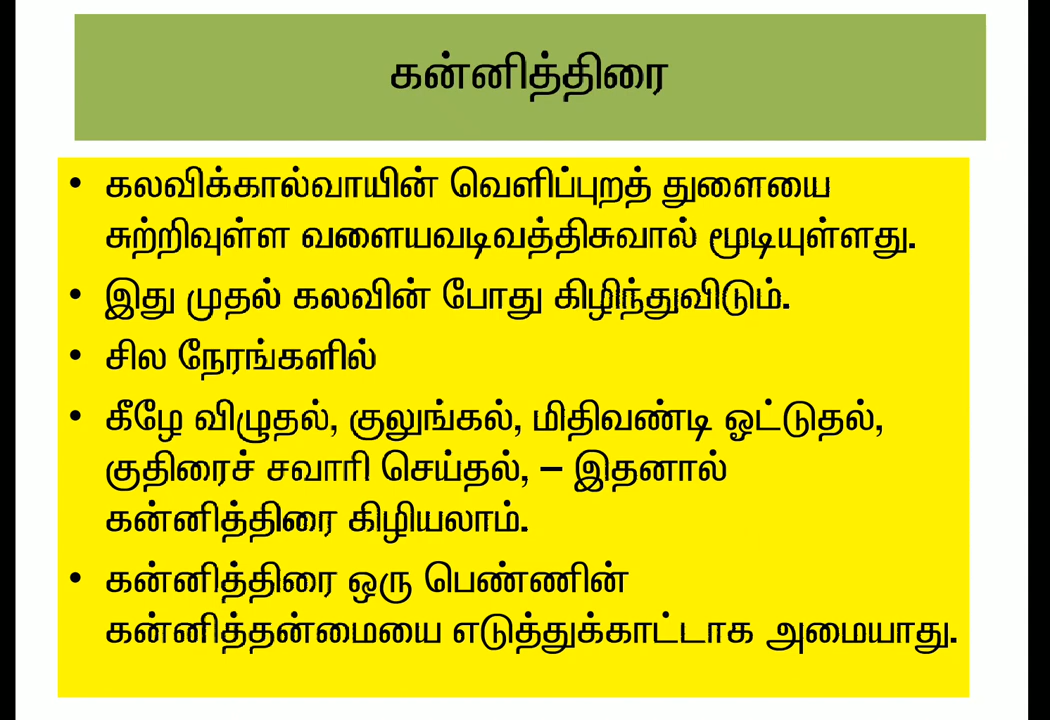 கன்னித்திரை
• கலவிக்கால்வாயின் வெளிப்புறத் துளையை
சுற்றிவுள்ள வளையவடிவத்திசுவால் மூடியுள்ளது.
• இது முதல் கலவின் போது கிழிந்துவிடும்.
• சில நேரங்களில்
• கீழே விழுதல், குலுங்கல், மிதிவண்டி ஓட்டுதல்,
குதிரைச் சவாரி செய்தல், – இதனால்
கன்னித்திரை கிழியலாம்.
• கன்னித்திரை ஒரு பெண்ணின்
கன்னித்தன்மையை எடுத்துக்காட்டாக அமையாது.